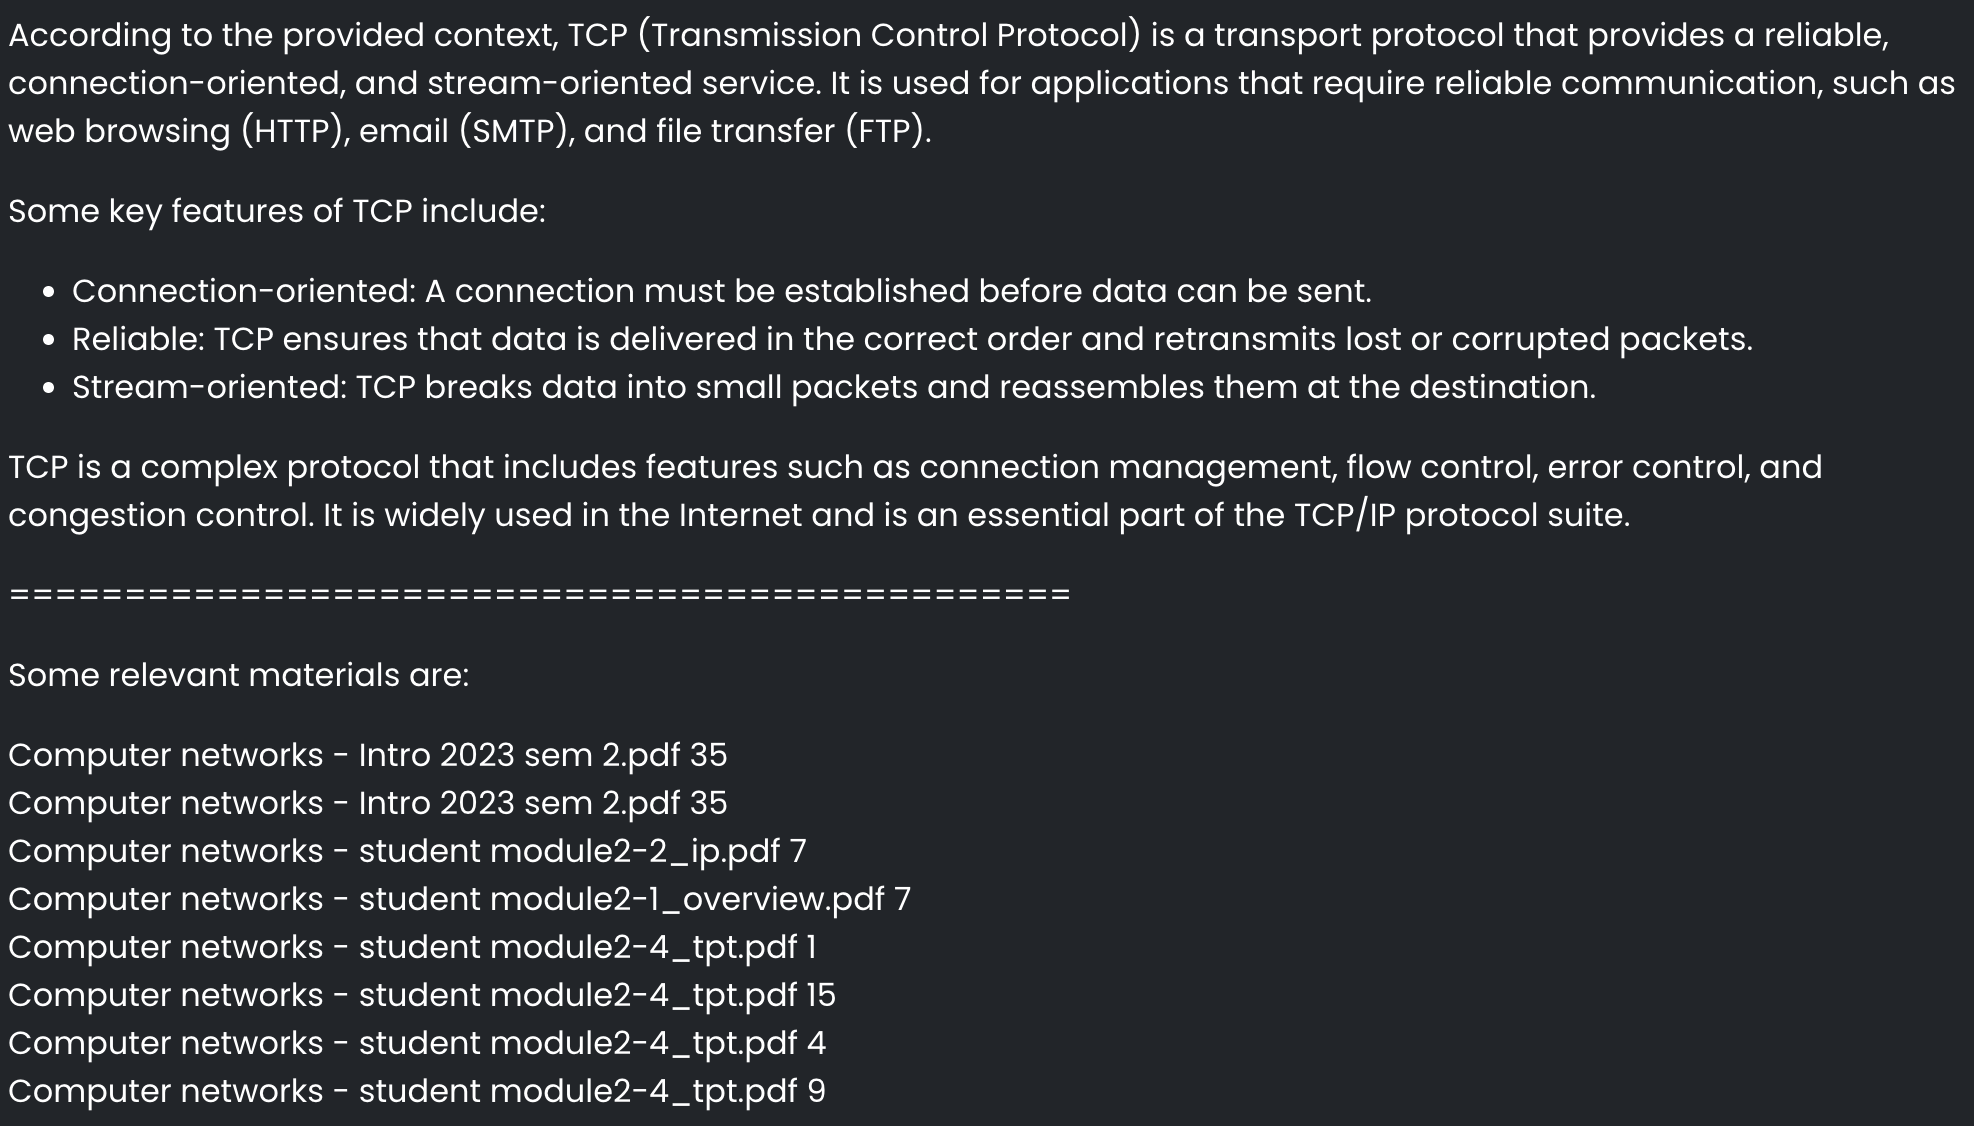 According to the provided context, TCP (Transmission Control Protocol) is a transport protocol that provides a reliable,
connection-oriented, and stream-oriented service. It is used for applications that require reliable communication, such as
web browsing (HTTP), email (SMTP), and file transfer (FTP).
Some key features of TCP include:
• Connection-oriented: A connection must be established before data can be sent.
• Reliable: TCP ensures that data is delivered in the correct order and retransmits lost or corrupted packets.
• Stream-oriented: TCP breaks data into small packets and reassembles them at the destination.
TCP is a complex protocol that includes features such as connection management, flow control, error control, and
congestion control. It is widely used in the Internet and is an essential part of the TCP/IP protocol suite.
==============================================
Some relevant materials are:
Computer networks - Intro 2023 sem 2.pdf 35
Computer networks - Intro 2023 sem 2.pdf 35
Computer networks - student module2-2_ip.pdf 7
Computer networks - student module2-1_overview.pdf 7
Computer networks - student module2-4_tpt.pdf 1
Computer networks - student module2-4_tpt.pdf 15
Computer networks - student module2-4_tpt.pdf 4
Computer networks - student module2-4_tpt.pdf 9